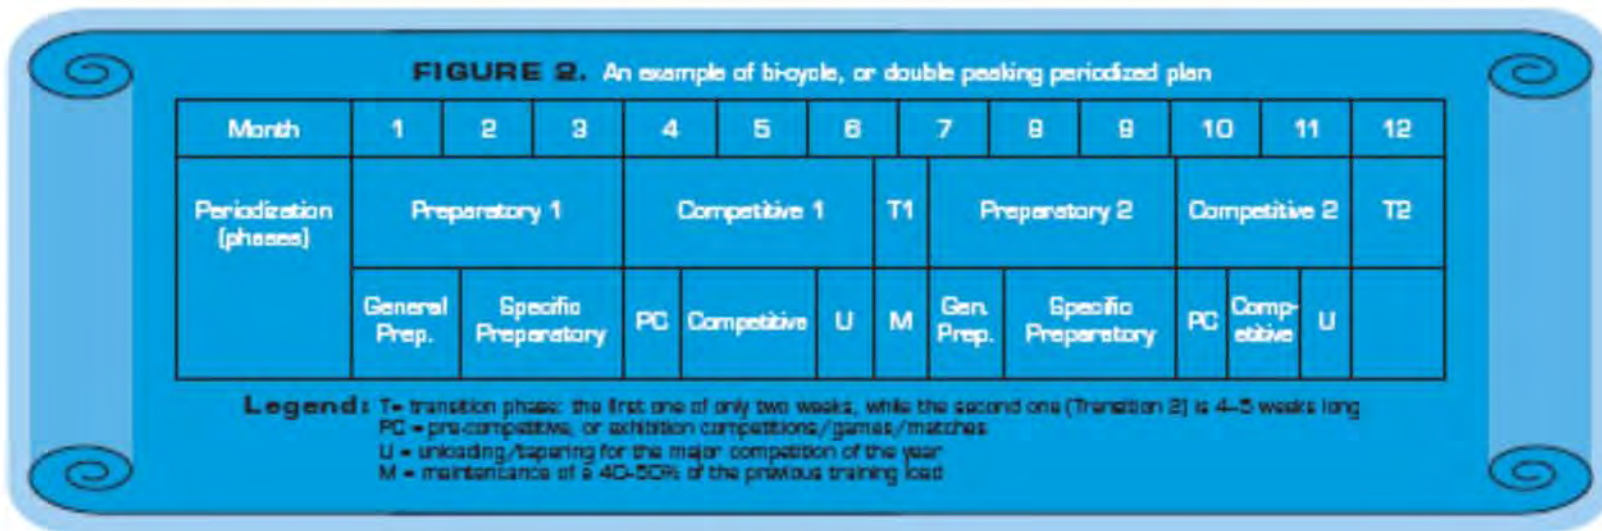 FIGURE 2. An example of bi-cycle, or double peaking periodized plan
Month 1 2 3 4 5 6 7 8 9 10 11 12
Periodization Preparatory 1 Competitive 1 T1 Preparatory 2 Competitive 2 T2
(phases)
General Specific PC Competitive U M Gen. Specific PC Comp- U
Prep. Preparatory Prep. Preparatory etitive
Legend: T= transition phase: the first one of only two weeks, while the second one (Transition 2) is 4-5 weeks long
PC = pre-competitive, or exhibition competitions/games/matches
U = unloading/tapering for the major competition of the year
M = maintenance of a 40-50% of the previous training load